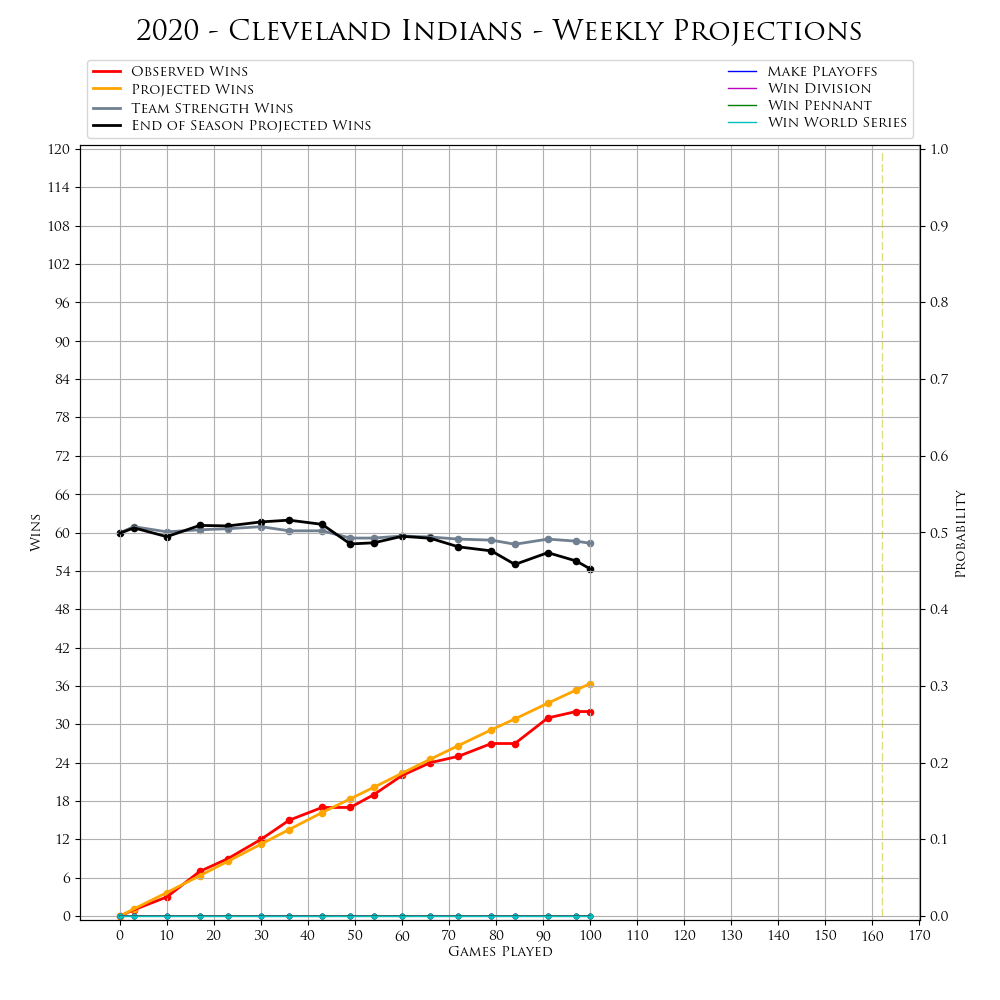 2020 - Cleveland Indians - Weekly Projections
Observed Wins
Projected Wins
Team Strength Wins
End of Season Projected Wins
Make Playoffs
Win Division
Win Pennant
Win World Series
120
114
108
102
96
90
84
78
72
66
60
54
48
42
36
30
24
18
12
6
0
Wins
1.0
0.9
0.8
0.7
0.6
0.5
0.4
0.3
0.2
0.1
0.0
Probability
0 10 20 30 40 50 60 70 80 90 100 110 120 130 140 150 160 170
Games Played